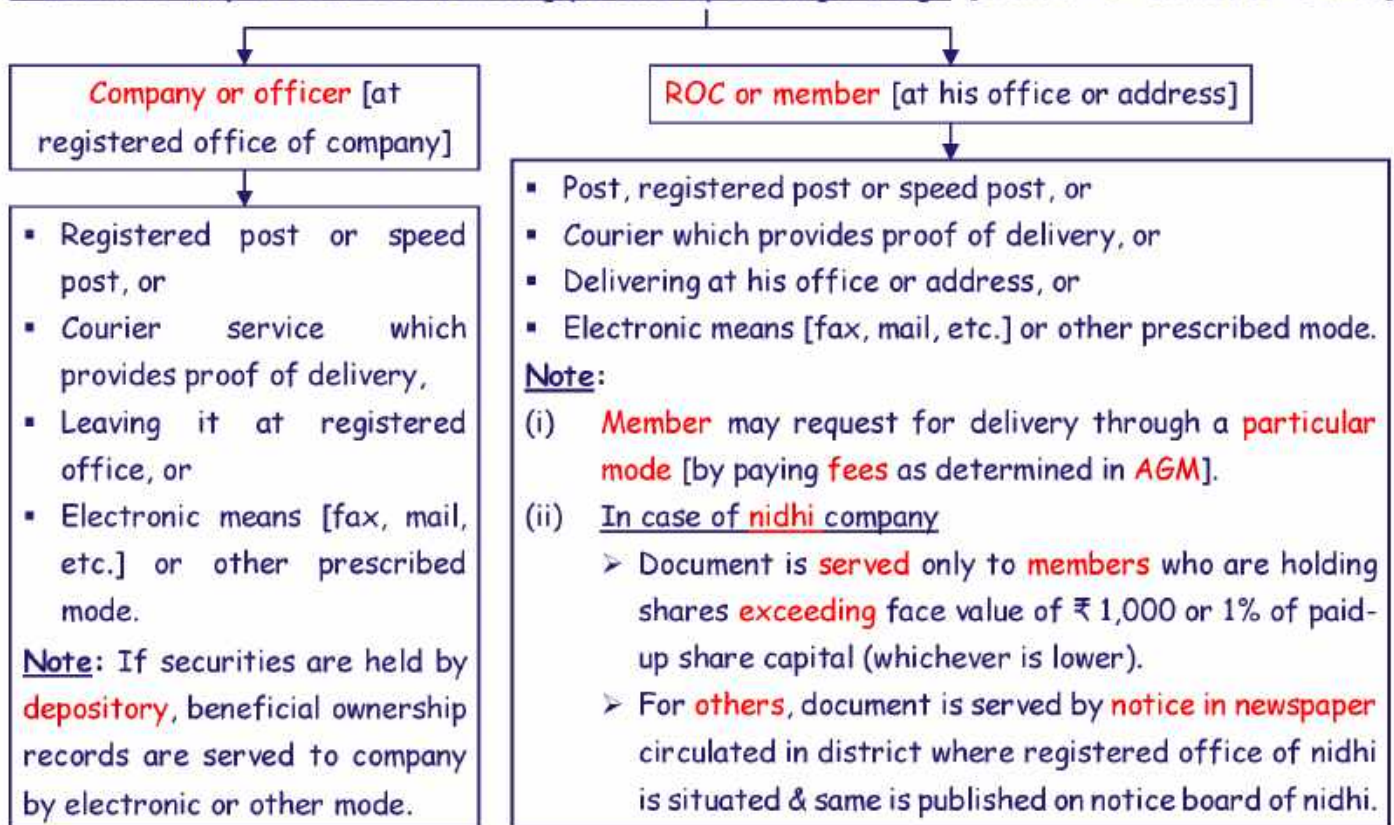 Company or officer [at
registered office of company]
▪ Registered post or speed
post, or
▪ Courier service which
provides proof of delivery,
▪ Leaving it at registered
office, or
▪ Electronic means [fax, mail,
etc.] or other prescribed
mode.
Note: If securities are held by
depository, beneficial ownership
records are served to company
by electronic or other mode.
ROC or member [at his office or address]
▪ Post, registered post or speed post, or
▪ Courier which provides proof of delivery, or
▪ Delivering at his office or address, or
▪ Electronic means [fax, mail, etc.] or other prescribed mode.
Note:
(i) Member may request for delivery through a particular
mode [by paying fees as determined in AGM].
(ii) In case of nidhi company
➢ Document is served only to members who are holding
shares exceeding face value of ₹ 1,000 or 1% of paid-
up share capital (whichever is lower).
➢ For others, document is served by notice in newspaper
circulated in district where registered office of nidhi
is situated & same is published on notice board of nidhi.